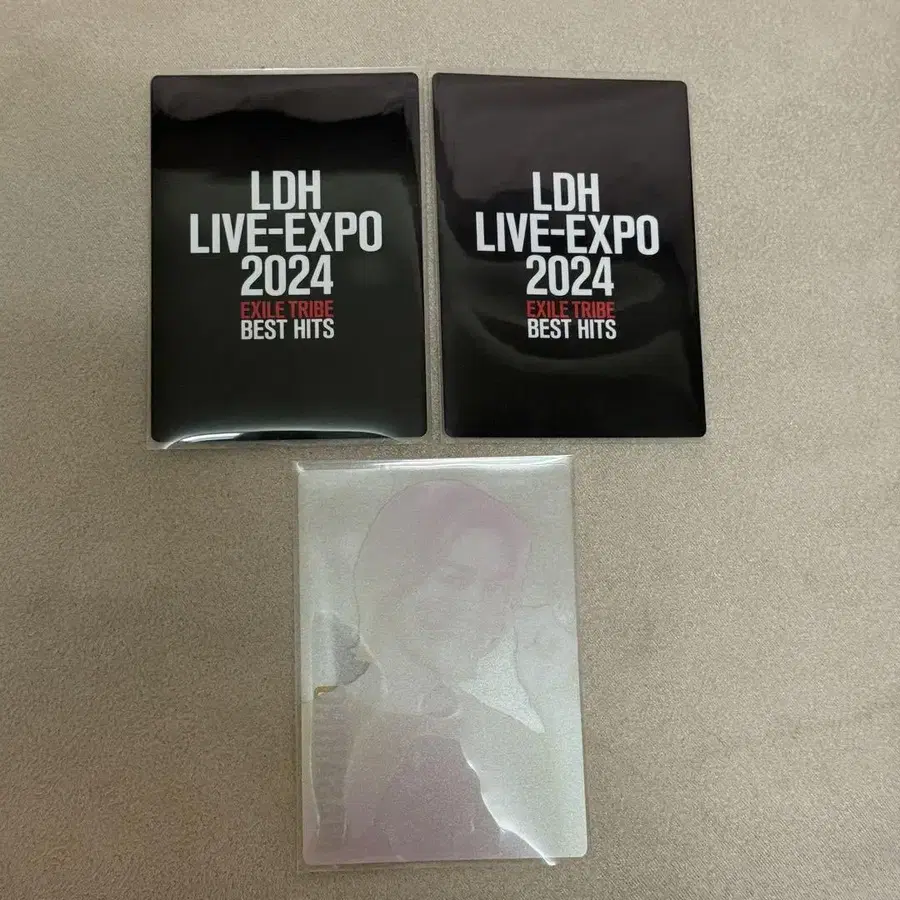 LDH
LIVE-EXPO
2024
EXILE TRIBE
BEST HITS
LDH
LIVE-EXPO
2024
EXILE TRIBE
BEST HITS